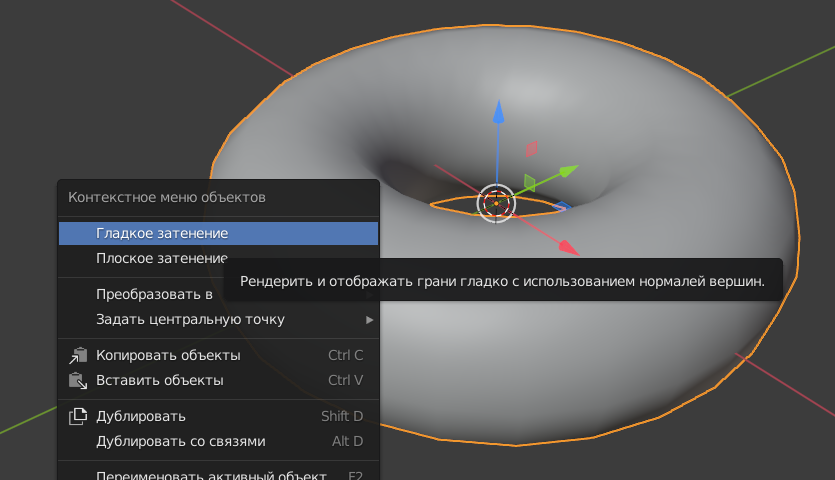 Контекстное меню объектов
Гладкое затенение
Плоское затенение
Рендерить и отображать грани гладко с использованием нормалей вершин.
Преобразовать в
Задать центральную точку
Копировать объекты Ctrl C
Вставить объекты Ctrl V
Дублировать Shift D
Дублировать со связями Alt D
Переименовать активный объект... F2